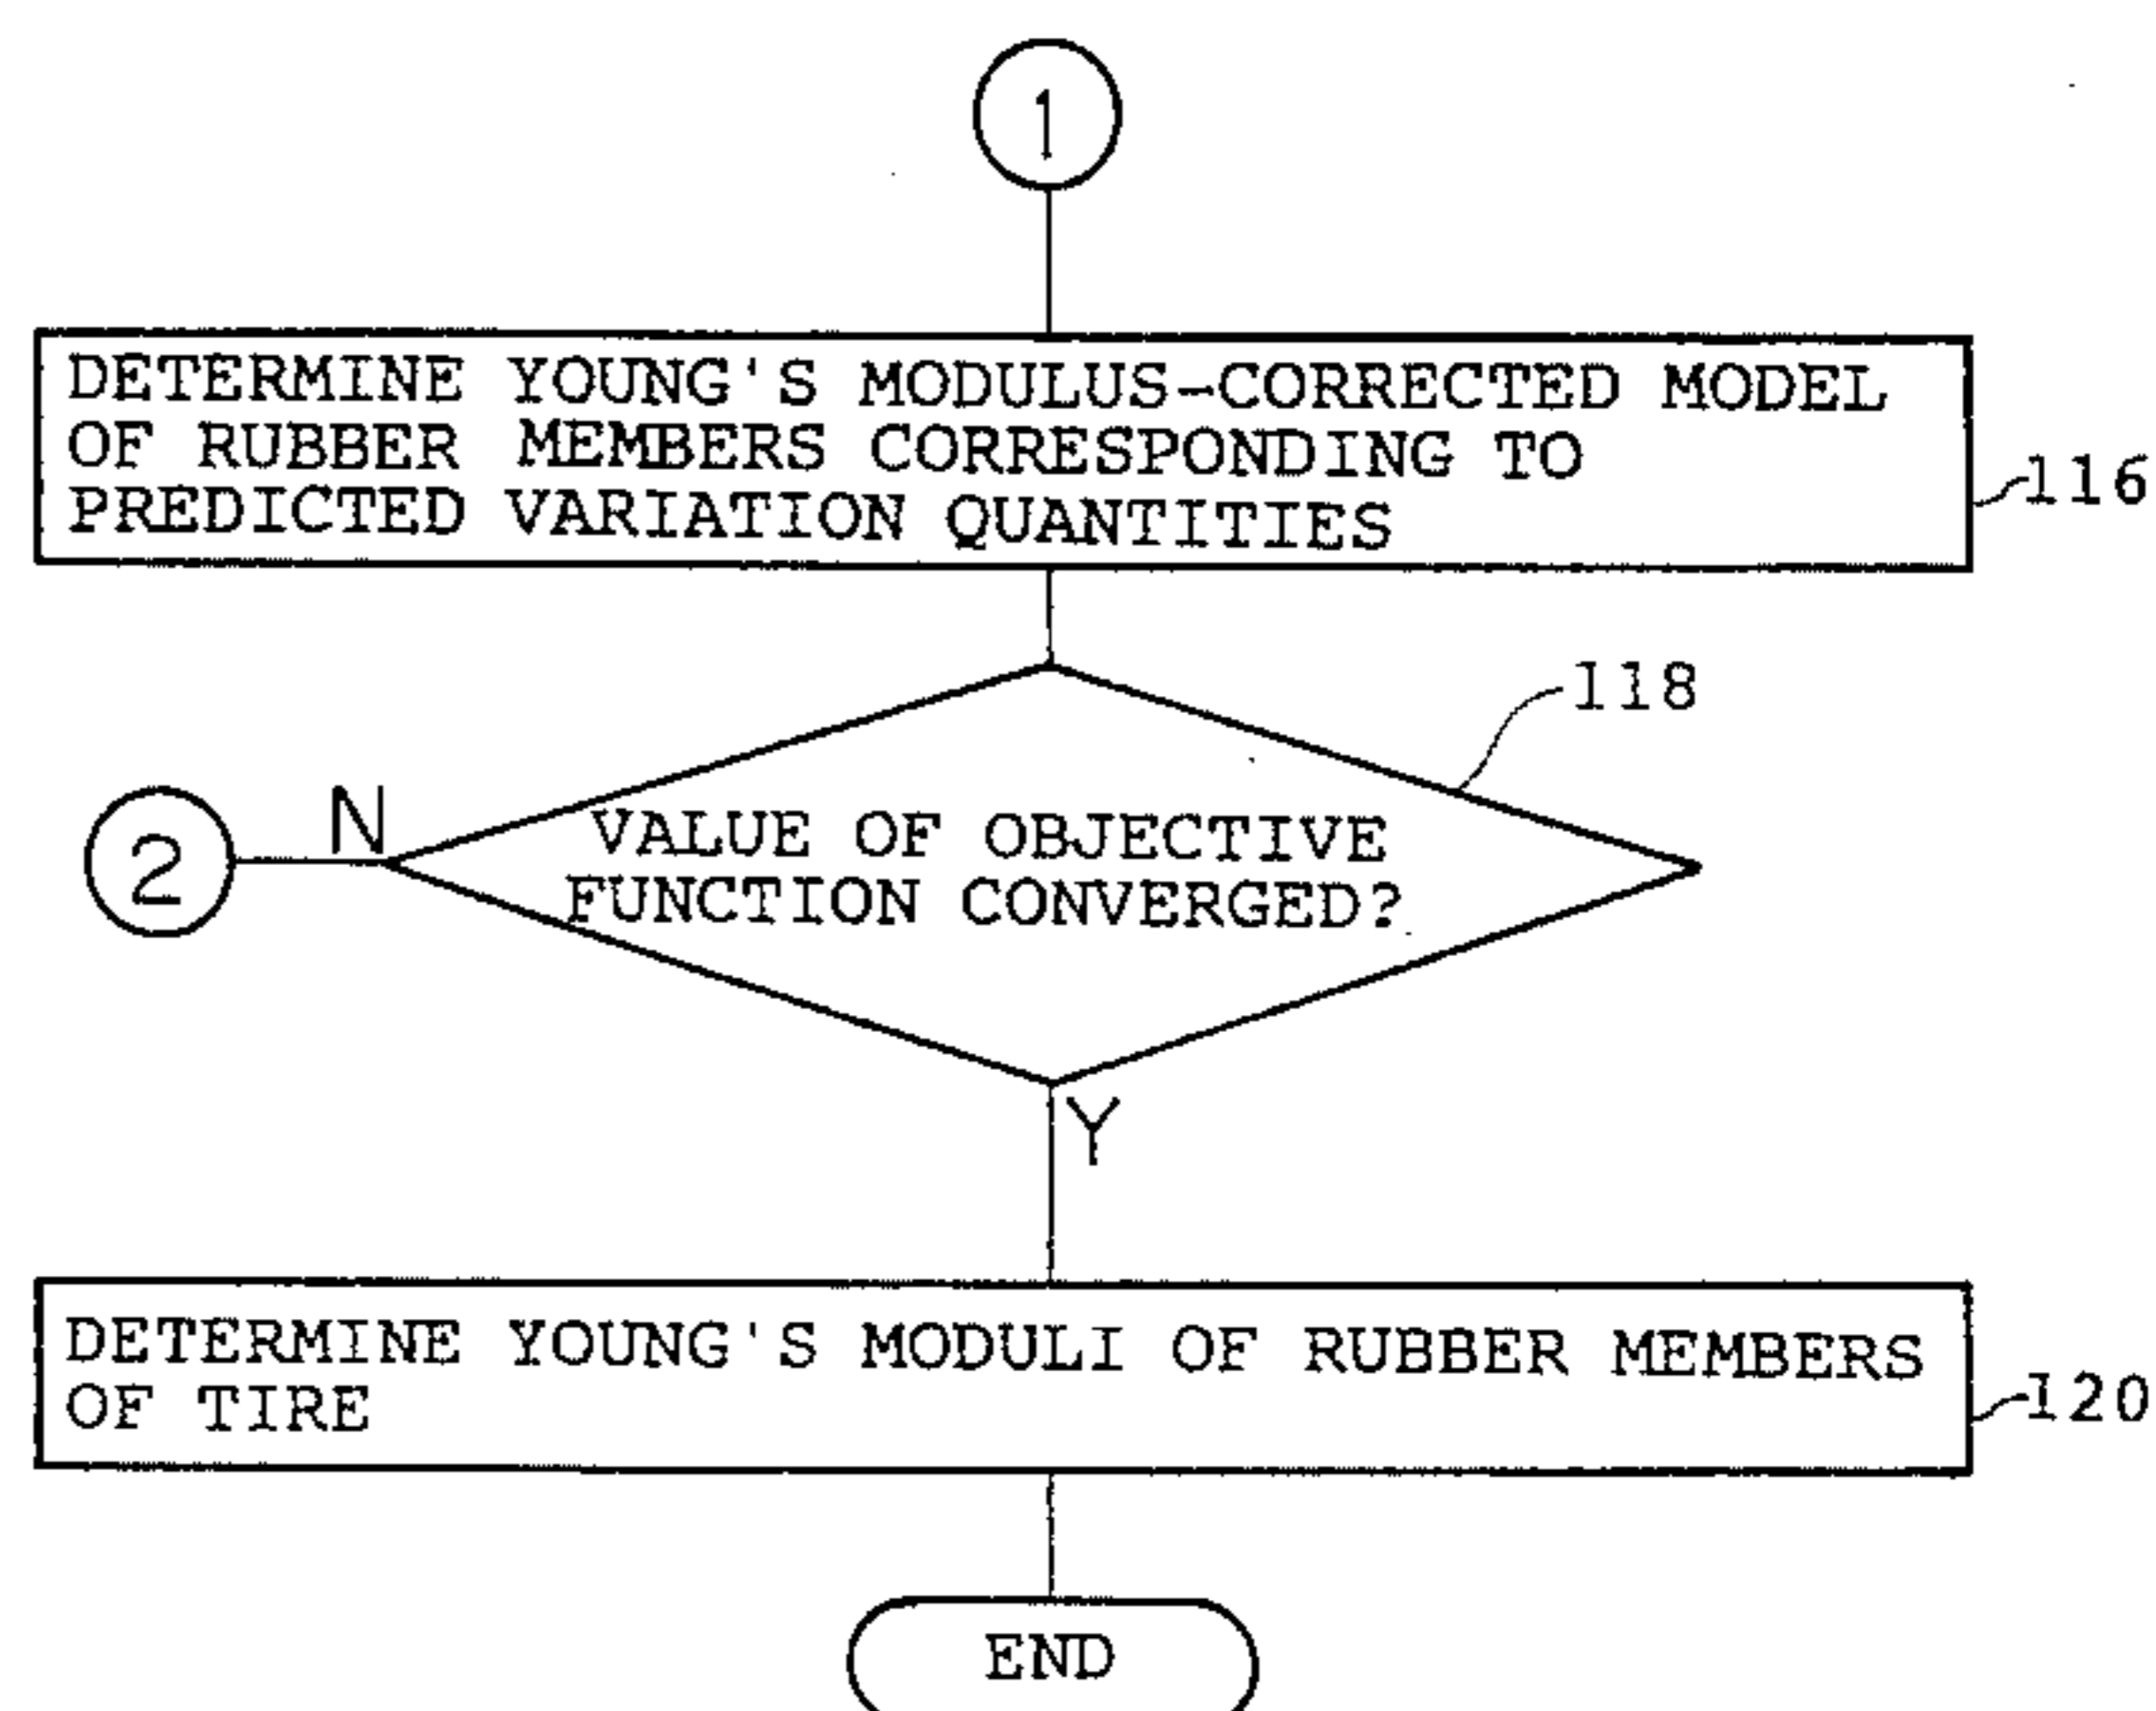 1
DETERMINE YOUNG'S MODULUS-CORRECTED MODEL
OF RUBBER MEMBERS CORRESPONDING TO
PREDICTED VARIATION QUANTITIES
116
118
N
2
VALUE OF OBJECTIVE
FUNCTION CONVERGED?
Y
DETERMINE YOUNG'S MODULI OF RUBBER MEMBERS
OF TIRE
120
END